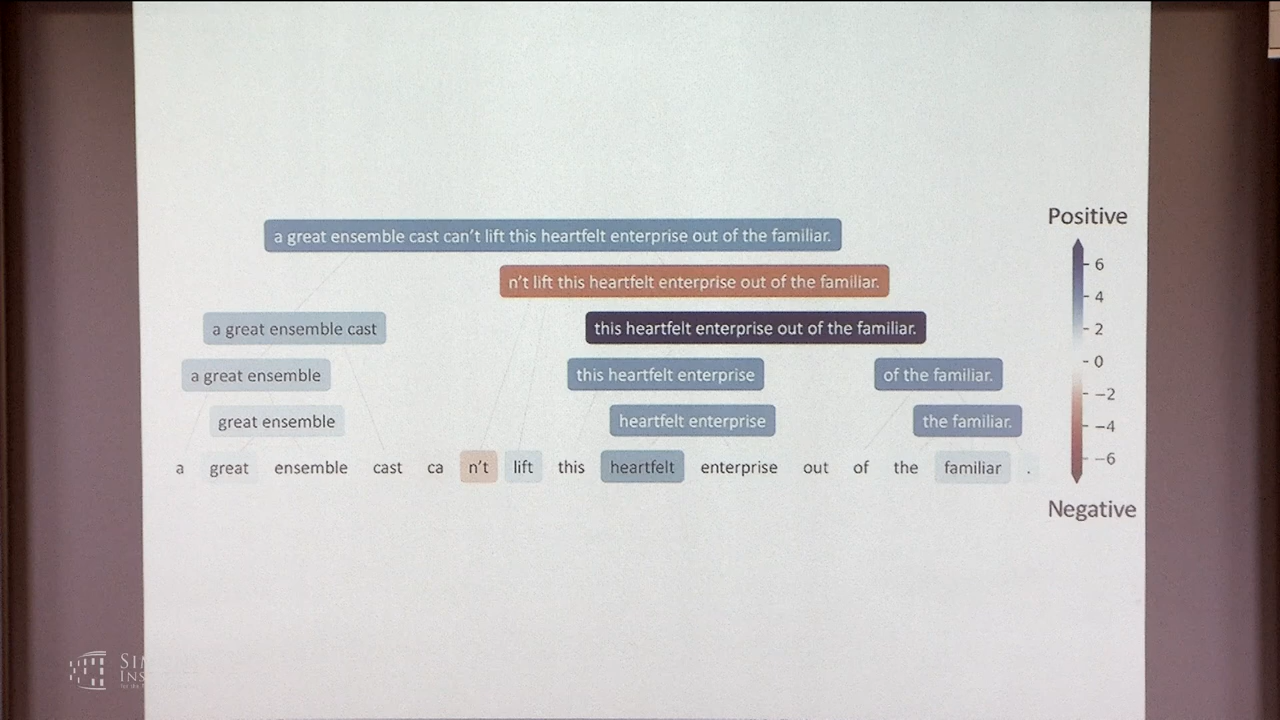 a great ensemble cast can't lift this heartfelt enterprise out of the familiar.
n't lift this heartfelt enterprise out of the familiar.
a great ensemble cast
this heartfelt enterprise out of the familiar.
a great ensemble
this heartfelt enterprise
of the familiar.
great ensemble
heartfelt enterprise
the familiar.
a great ensemble cast ca n't lift this heartfelt enterprise out of the familiar .
Positive
6
4
2
0
−2
−4
−6
Negative